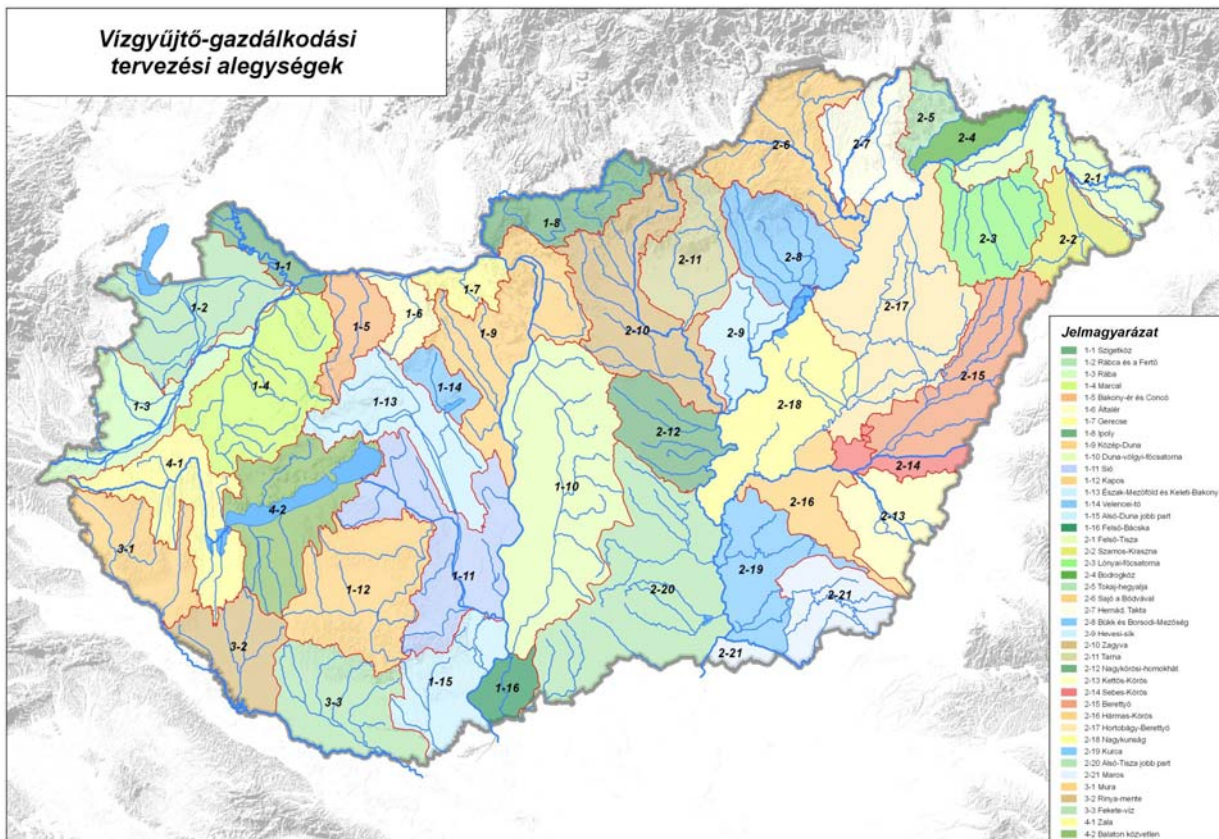 Vízgyűjtő-gazdálkodási
tervezési alegységek
2-5
2-4
2-6
2-7
2-1
1-8
2-3
2-2
2-11
2-8
1-1
1-2
1-7
1-5
1-6
1-9
2-10
2-9
2-17
1-4
1-14
1-3
1-13
2-15
2-18
2-12
4-1
2-14
1-10
2-16
4-2
2-13
3-1
1-12
1-11
2-19
2-20
2-21
3-2
2-21
1-15
1-16
3-3
Jelmagyarázat
1-1 Szigetköz
1-2 Rábca és a Fertő
1-3 Rába
1-4 Marcal
1-5 Bakony-ér és Concó
1-6 Általér
1-7 Gerecse
1-8 Ipoly
1-9 Közép-Duna
1-10 Duna-völgyi-főcsatorna
1-11 Sió
1-12 Kapos
1-13 Észak-Mezőföld és Keleti-Bakony
1-14 Velencei-tó
1-15 Alsó-Duna jobb part
1-16 Felső-Bácska
2-1 Felső-Tisza
2-2 Szamos-Kraszna
2-3 Lónyai-főcsatorna
2-4 Bodrogköz
2-5 Tokaj-hegyalja
2-6 Sajó a Bódvával
2-7 Hernád, Takta
2-8 Bükk és Borsodi-Mezőség
2-9 Hevesi-sík
2-10 Zagyva
2-11 Tarna
2-12 Nagykőrösi-homokhát
2-13 Kettős-Körös
2-14 Sebes-Körös
2-15 Berettyó
2-16 Hármas-Körös
2-17 Hortobágy-Berettyó
2-18 Nagykunság
2-19 Kurca
2-20 Alsó-Tisza jobb part
2-21 Maros
3-1 Mura
3-2 Rinya-mente
3-3 Fekete-víz
4-1 Zala
4-2 Balaton közvetlen